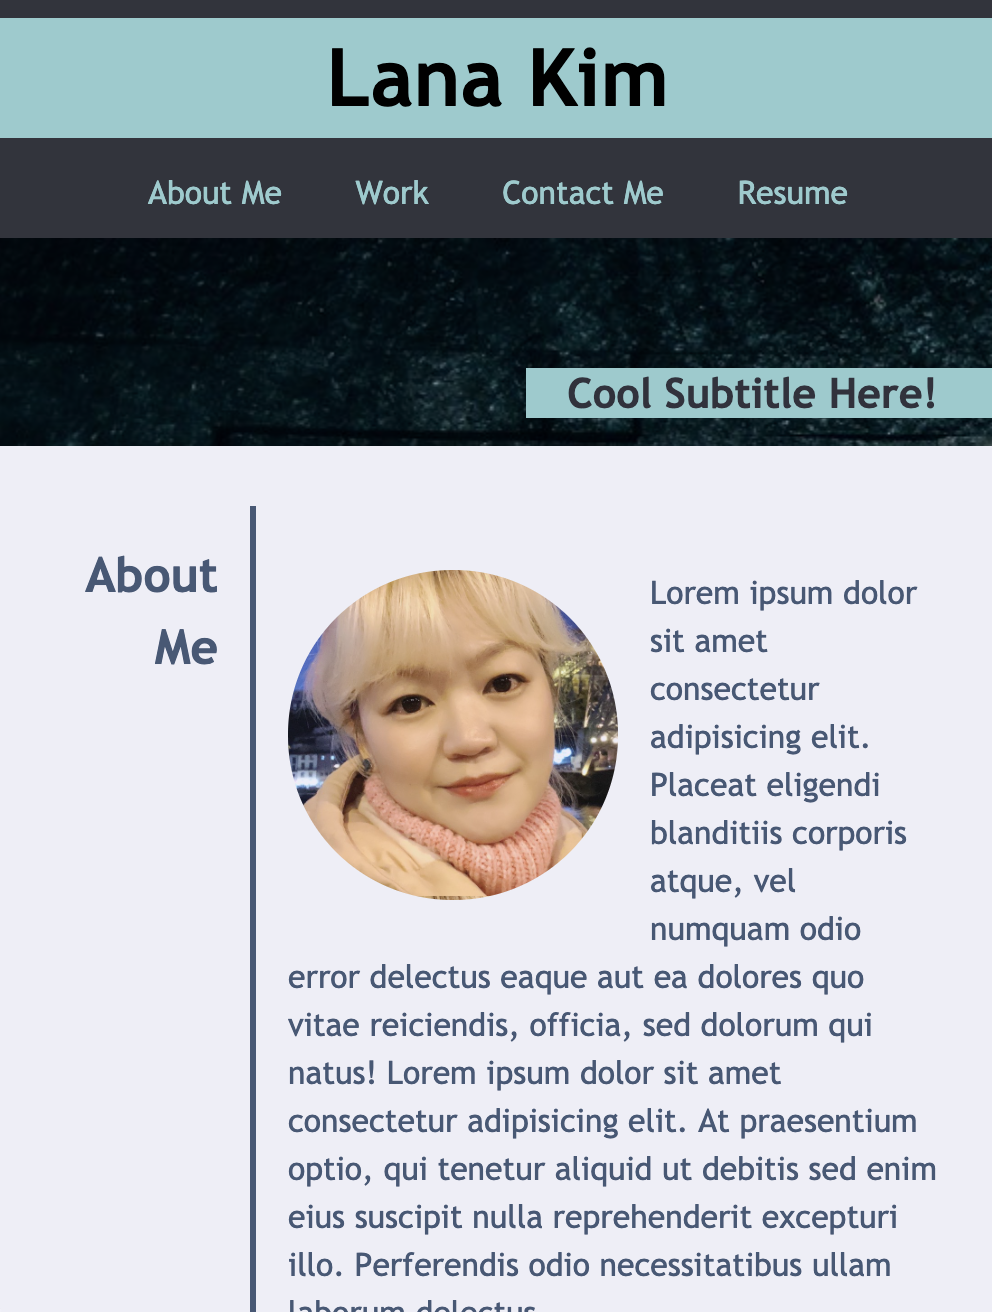 Lana Kim
About Me Work Contact Me Resume
Cool Subtitle Here!
About
Me
Lorem ipsum dolor
sit amet
consectetur
adipisicing elit.
Placeat eligendi
blanditiis corporis
atque, vel
numquam odio
error delectus eaque aut ea dolores quo
vitae reiciendis, officia, sed dolorum qui
natus! Lorem ipsum dolor sit amet
consectetur adipisicing elit. At praesentium
optio, qui tenetur aliquid ut debitis sed enim
eius suscipit nulla reprehenderit excepturi
illo. Perferendis odio necessitatibus ullam